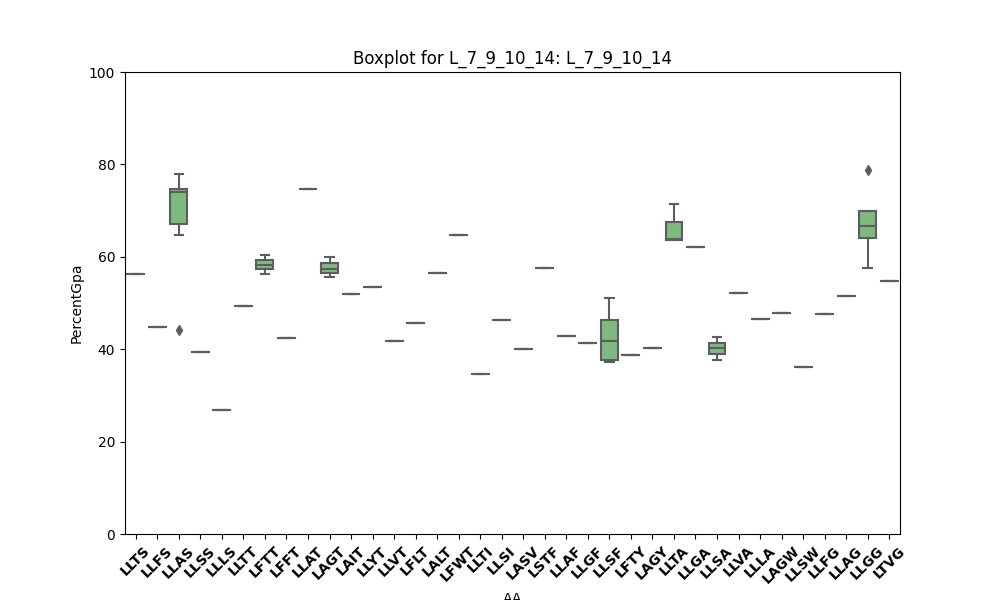 Boxplot for L_7_9_10_14: L_7_9_10_14
100
80
60
40
20
0
PercentGpa
LLTS
LLFS
LLAS
LLSS
LLLS
LLTT
LFTT
LFFT
LLAT
LAGT
LAIT
LLYT
LLVT
LFLT
LALT
LFWT
LLTI
LLSI
LASV
LSTF
LLAF
LLGF
LLSF
LFTY
LAGY
LLTA
LLGA
LLSA
LLVA
LLLA
LAGW
LLSW
LLFG
LLAG
LLGG
LTVG
AA